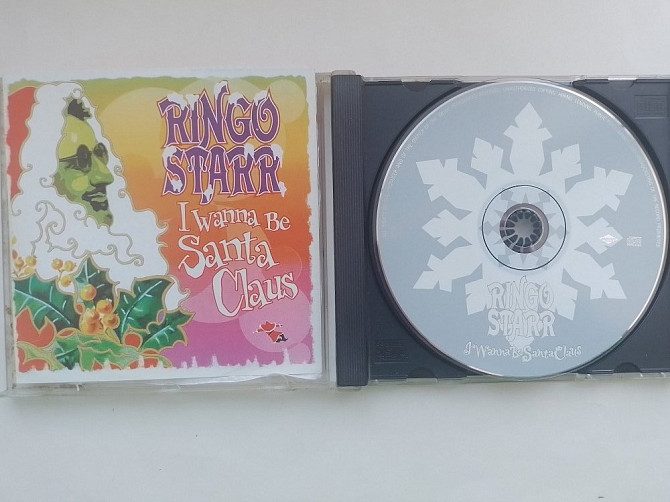 RINGO
STARR
I Wanna Be
Santa
Claus
RINGO
STARR
I Wanna Be Santa Claus